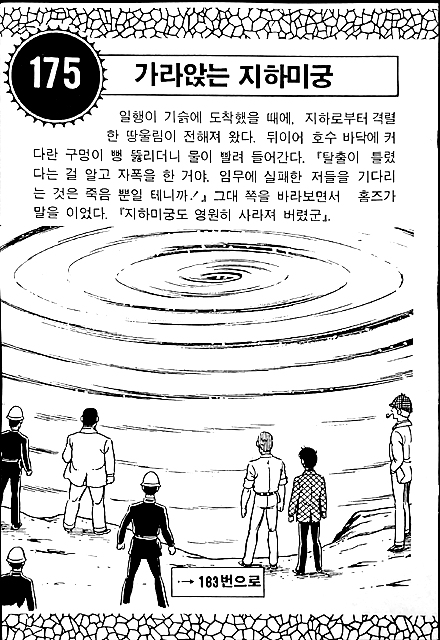 175
가라앉는 지하미궁
일행이 기슭에 도착했을 때에, 지하로부터 격렬
한 땅울림이 전해져 왔다. 뒤이어 호수 바닥에 커
다란 구멍이 뻥 뚫리더니 물이 빨려 들어간다. 『탈출이 틀렸
다는 걸 알고 자폭을 한 거야. 임무에 실패한 저들을 기다리
는 것은 죽음 뿐일 테니까!』 그대 쪽을 바라보면서 홈즈가
말을 이었다. 『지하미궁도 영원히 사라져 버렸군』.
→ 163번으로